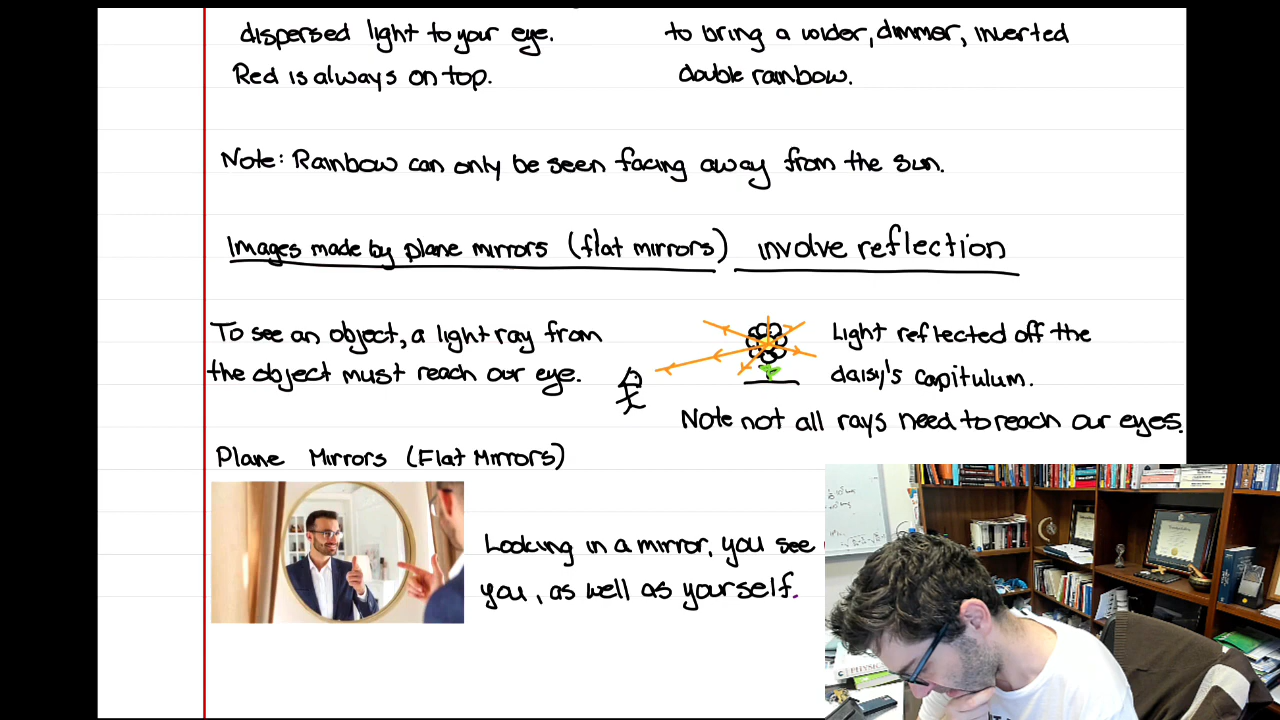 dispersed light to your eye.
Red is always on top.
to bring a wider, dimmer, inverted
double rainbow.
Note: Rainbow can only be seen facing away from the sun.
Images made by plane mirrors (flat mirrors) involve reflection
To see an object, a light ray from
the object must reach our eye.
Light reflected off the
daisy's capitulum.
Note not all rays need to reach our eyes.
Plane Mirrors (Flat Mirrors)
Looking in a mirror, you see
you, as well as yourself.